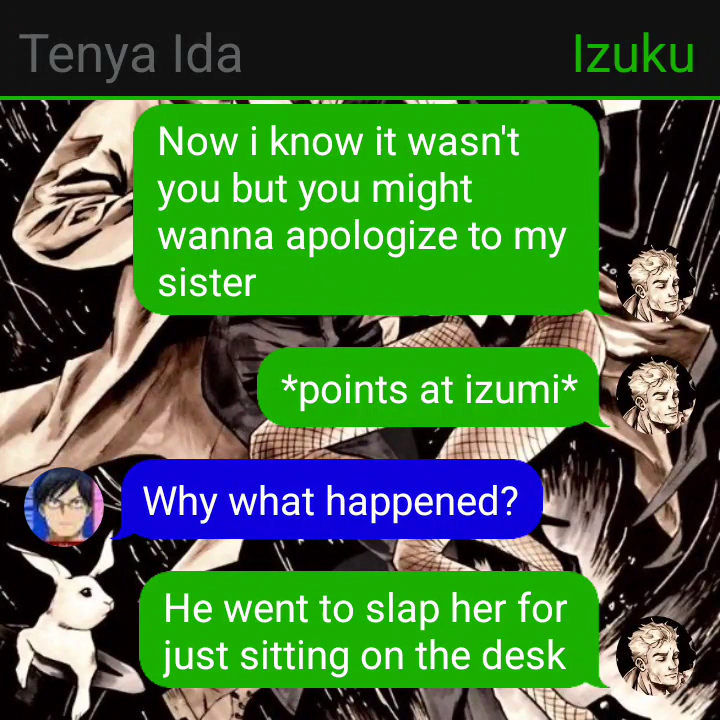 Tenya Ida Izuku
Now i know it wasn't
you but you might
wanna apologize to my
sister
*points at izumi*
Why what happened?
He went to slap her for
just sitting on the desk